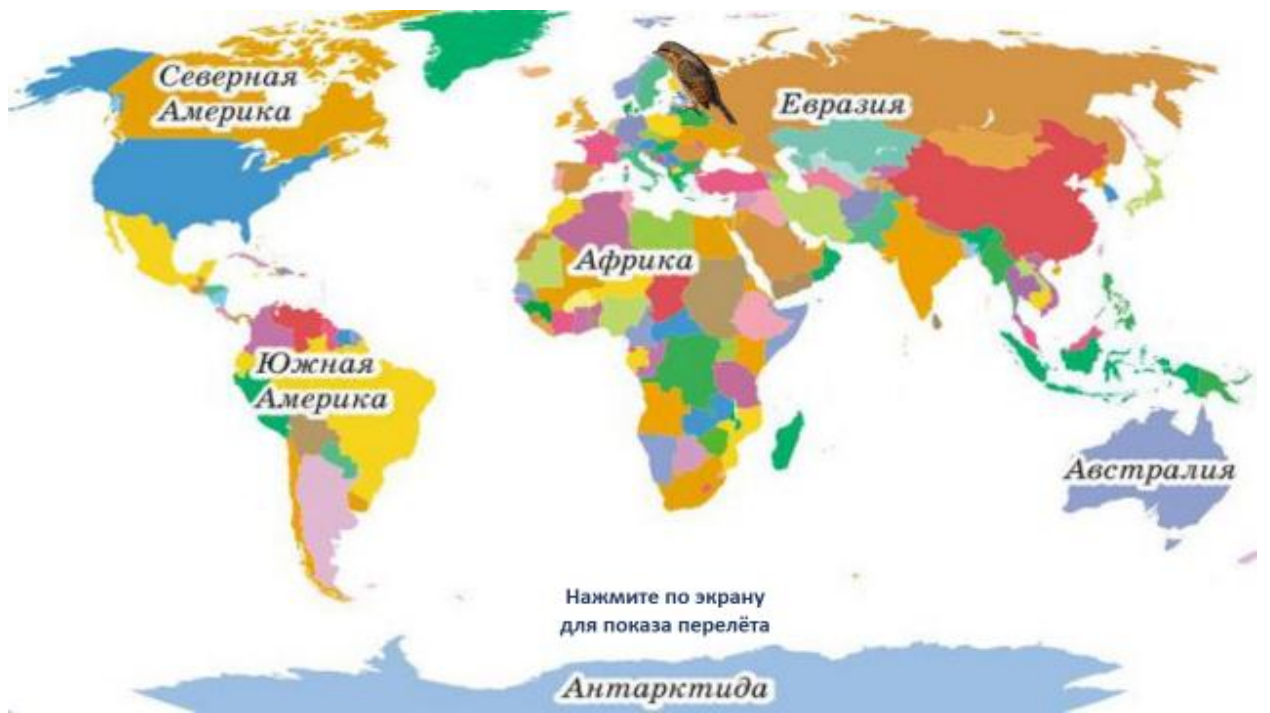 Северная
Америка
Евразия
Африка
Южная
Америка
Австралия
Нажмите по экрану
для показа перелёта
Антарктида